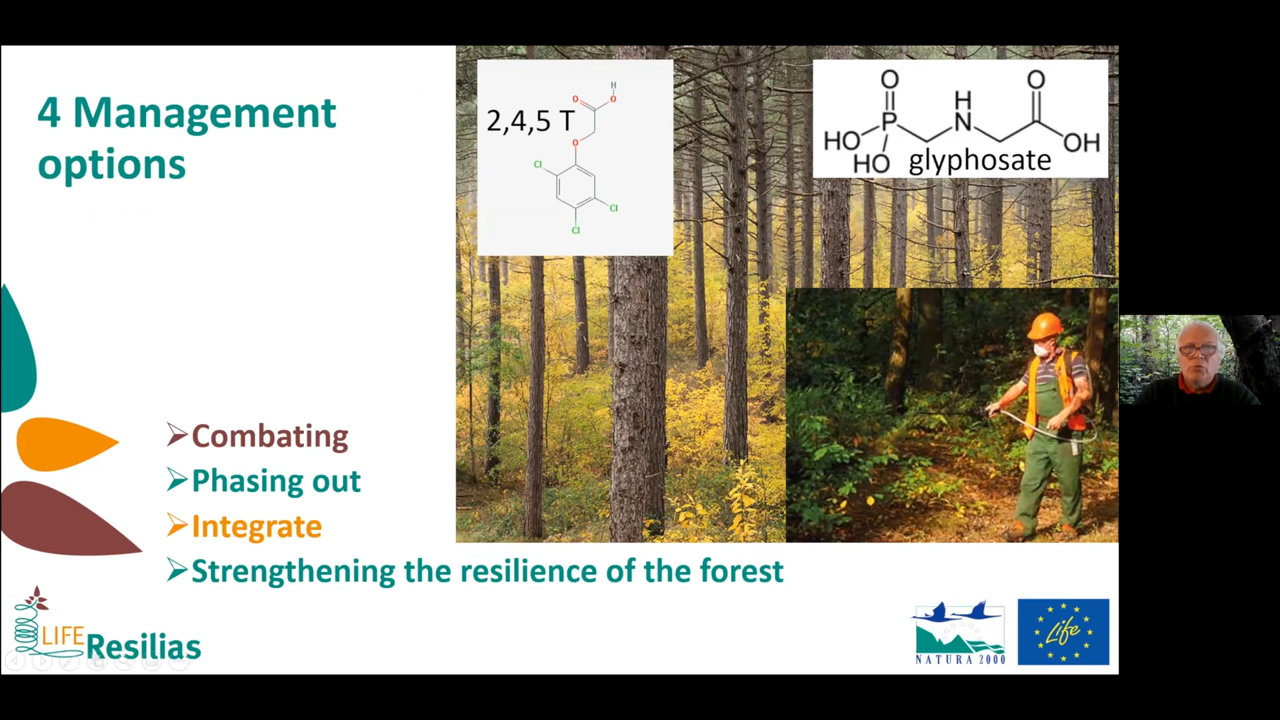 4 Management
options
2,4,5 T
H
O
O
O
Cl
Cl
Cl
O
O
H
HO
P
N
OH
HO
glyphosate
➢Combating
➢Phasing out
➢Integrate
➢Strengthening the resilience of the forest
LIFE Resilias
NATURA 2000
Life